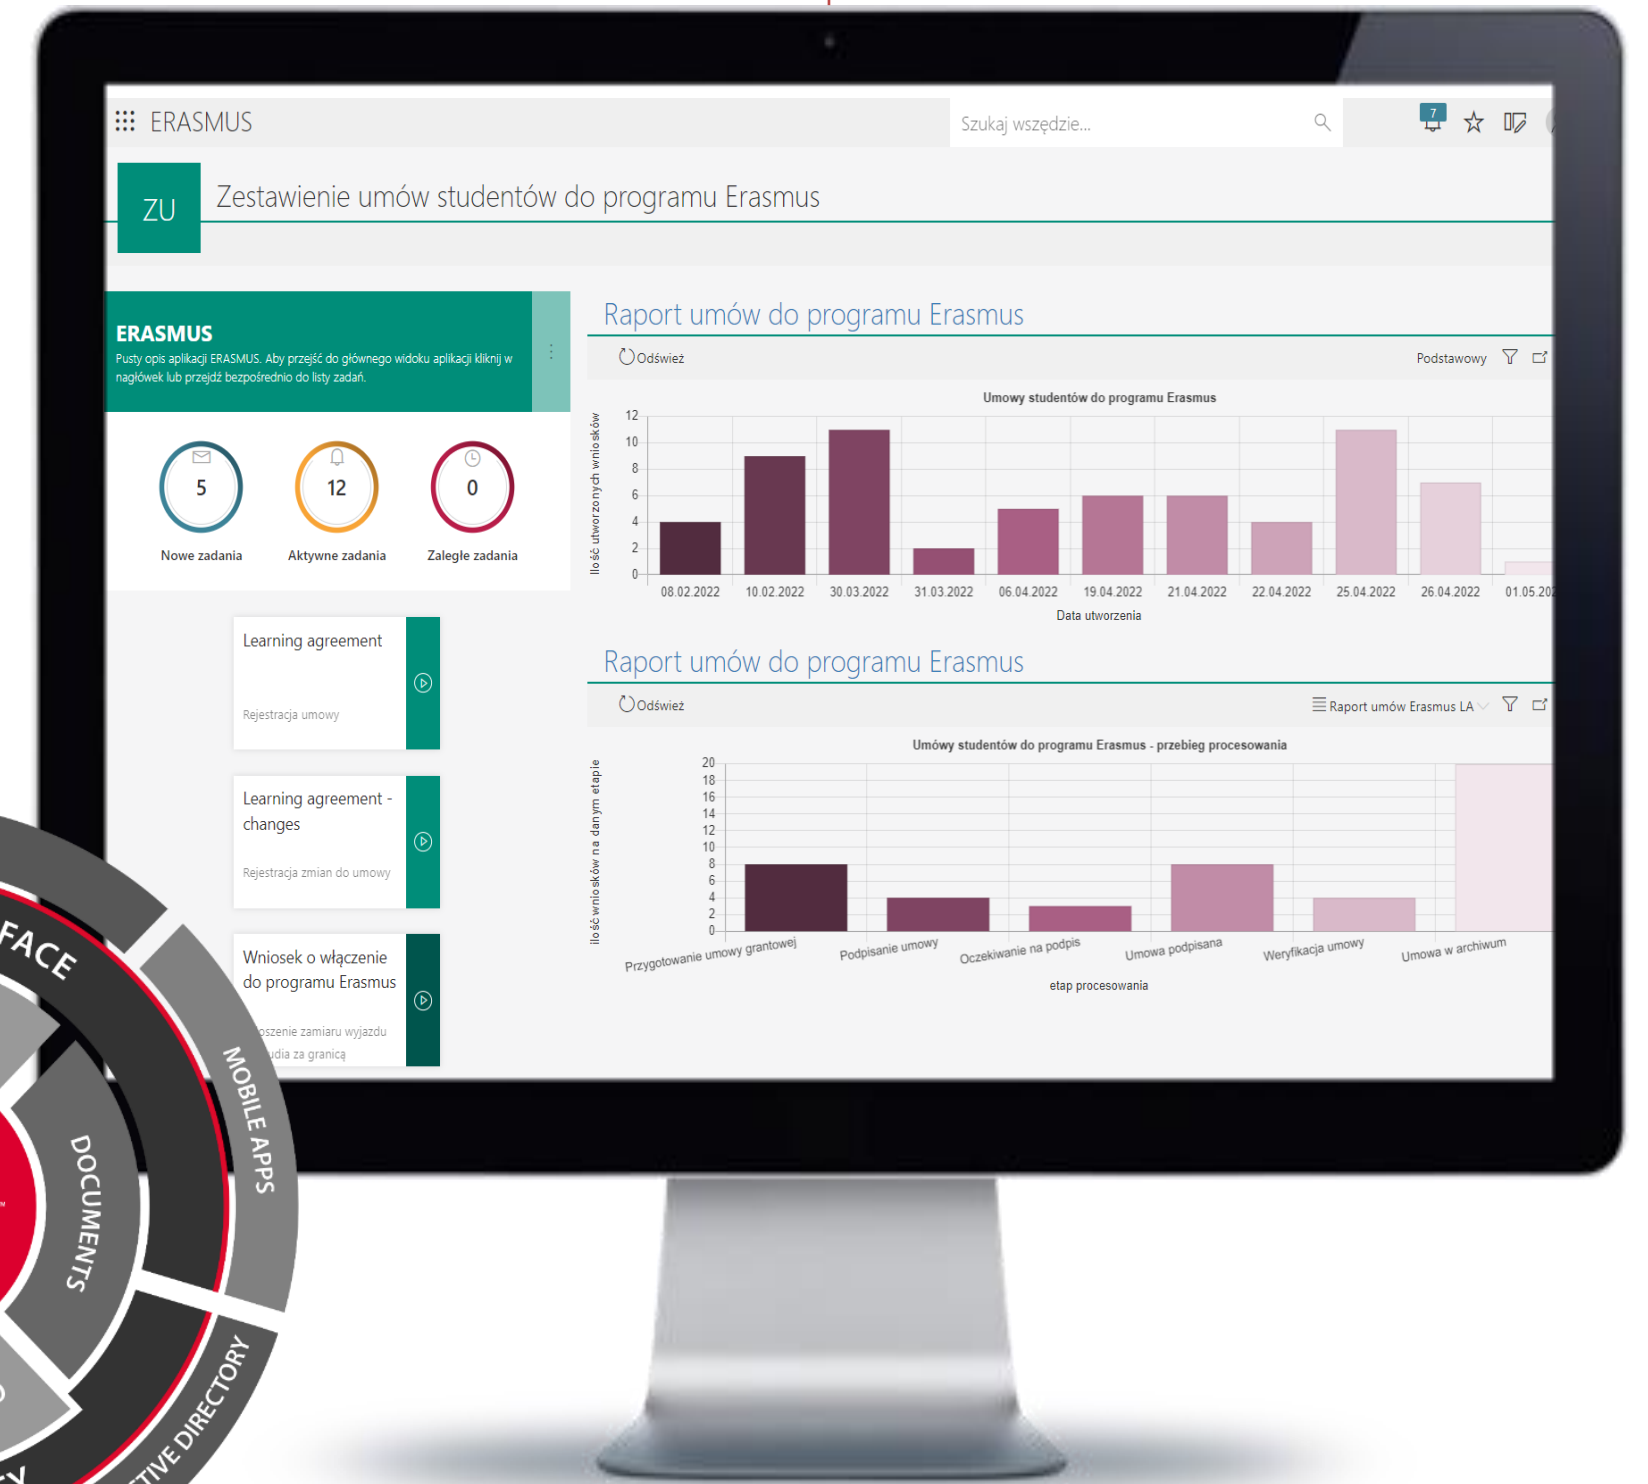 ERASMUS
Szukaj wszędzie...
7
ZU
Zestawienie umów studentów do programu Erasmus
ERASMUS
Pusty opis aplikacji ERASMUS. Aby przejść do głównego widoku aplikacji kliknij w
nagłówek lub przejdź bezpośrednio do listy zadań.
5
12
0
Nowe zadania
Aktywne zadania
Zaległe zadania
Learning agreement
Rejestracja umowy
Learning agreement -
changes
Rejestracja zmian do umowy
Wniosek o włączenie
do programu Erasmus
zamiaru wyjazdu
za granicą
Raport umów do programu Erasmus
Odśwież
Podstawowy
Umowy studentów do programu Erasmus
Ilość utworzonych wniosków
12
10
8
6
4
2
0
08.02.2022 10.02.2022 30.03.2022 31.03.2022 06.04.2022 19.04.2022 21.04.2022 22.04.2022 25.04.2022 26.04.2022 01.05.20
Data utworzenia
Raport umów do programu Erasmus
Odśwież
Raport umów Erasmus LA
Umówy studentów do programu Erasmus - przebieg procesowania
ilość wniosków na danym etapie
20
18
16
14
12
10
8
6
4
2
0
Przygotowanie umowy grantowej Podpisanie umowy Oczekiwanie na podpis Umowa podpisana Weryfikacja umowy Umowa w archiwum
etap procesowania
FACE
MOBILE APPS
DOCUMENTS
TIVE DIRECTORY